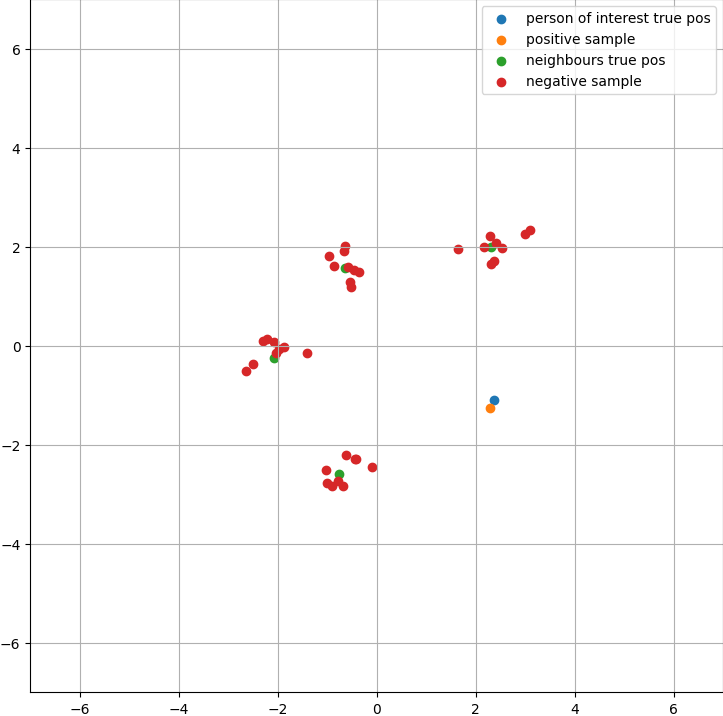 person of interest true pos
positive sample
neighbours true pos
negative sample
6
4
2
0
−2
−4
−6
−6 −4 −2 0 2 4 6